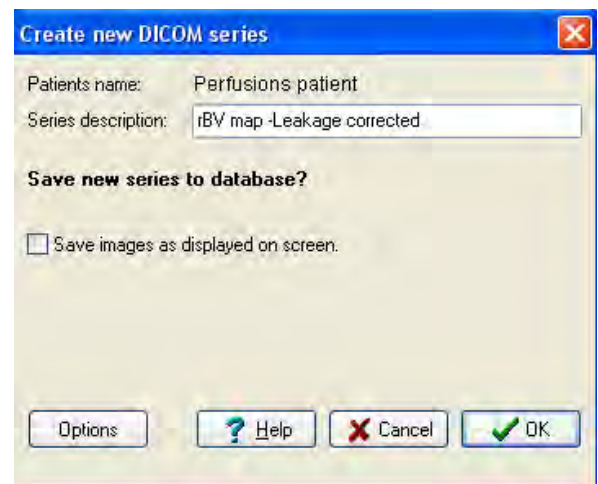 Create new DICOM series
Patients name: Perfusions patient
Series description: rBV map -Leakage corrected
Save new series to database?
Save images as displayed on screen.
Options Help Cancel OK